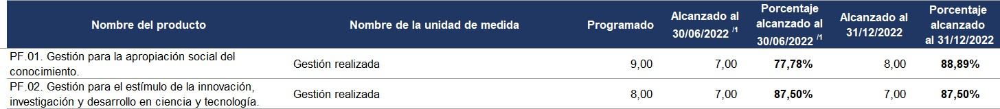 Nombre del producto
Nombre de la unidad de medida
Programado
Alcanzado al
30/06/2022 /1
Porcentaje
alcanzado al
30/06/2022 /1
Alcanzado al
31/12/2022
Porcentaje
alcanzado
al 31/12/2022
PF.01. Gestión para la apropiación social del
conocimiento.
Gestión realizada
9,00
7,00
77,78%
8,00
88,89%
PF.02. Gestión para el estímulo de la innovación,
investigación y desarrollo en ciencia y tecnología.
Gestión realizada
8,00
7,00
87,50%
7,00
87,50%